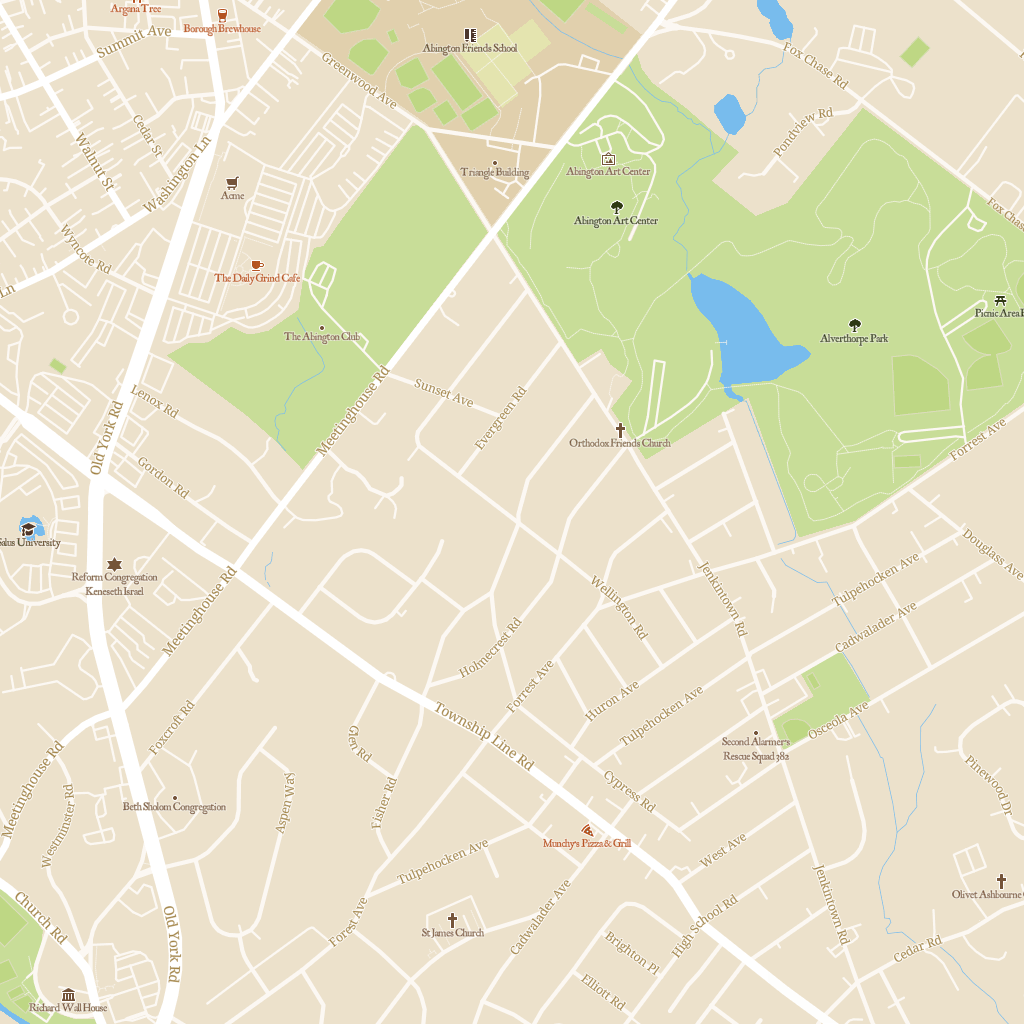 Argana Tree
Borough Brewhouse
Summit Ave
Abington Friends School
Greenwood Ave
Fox Chase Rd
Walnut St
Cedar St
Washington Ln
Pondview Rd
Triangle Building
Abington Art Center
Acme
Abington Art Center
Fox Chase
Wyncote Rd
The Daily Grind Cafe
Ln
Picnic Area
The Abington Club
Alverthorpe Park
Sunset Ave
Lenox Rd
Meetinghouse Rd
Evergreen Rd
Old York Rd
Orthodox Friends Church
Forrest Ave
Gordon Rd
Salus University
Reform Congregation
Keneseth Israel
Jenkintown Rd
Tulpehocken Ave
Douglass Ave
Meetinghouse Rd
Wellington Rd
Cadwalader Ave
Holmecrest Rd
Forrest Ave
Huron Ave
Tulpehocken Ave
Osceola Ave
Foxcroft Rd
Glen Rd
Township Line Rd
Second Alarmer's
Rescue Squad 382
Meetinghouse Rd
Westminster Rd
Beth Sholom Congregation
Aspen Way
Fisher Rd
Cypress Rd
Pinewood Dr
Munchy's Pizza & Grill
West Ave
Tulpehocken Ave
Jenkintown Rd
Olivet Ashbourne
Church Rd
Old York Rd
Forest Ave
St James Church
Cadwalader Ave
High School Rd
Brighton Pl
Cedar Rd
Elliott Rd
Richard Wall House